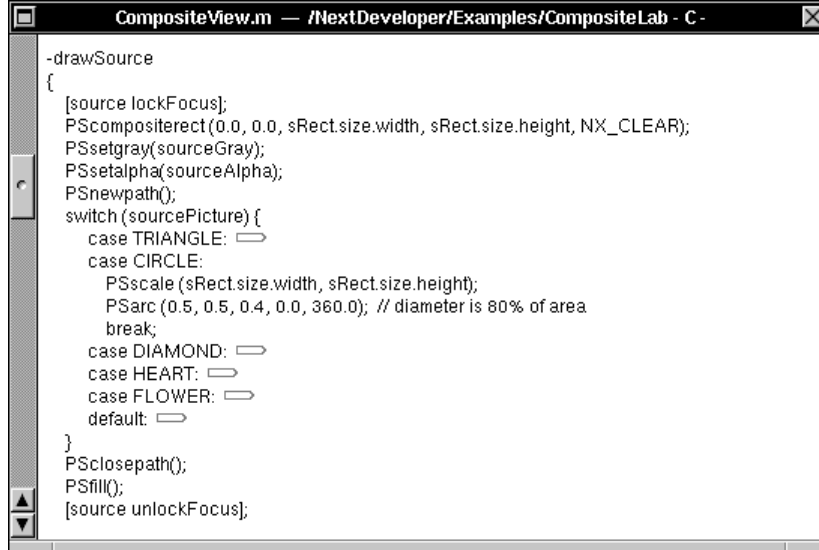 CompositeView.m — /NextDeveloper/Examples/CompositeLab - C -
-drawSource
{
[source lockFocus];
PScompositerect (0.0, 0.0, sRect.size.width, sRect.size.height, NX_CLEAR);
PSsetgray(sourceGray);
PSsetalpha(sourceAlpha);
PSnewpath();
switch (sourcePicture) {
case TRIANGLE:
case CIRCLE:
PSscale (sRect.size.width, sRect.size.height);
PSarc (0.5, 0.5, 0.4, 0.0, 360.0); // diameter is 80% of area
break;
case DIAMOND:
case HEART:
case FLOWER:
default:
}
PSclosepath();
PSfill();
[source unlockFocus];